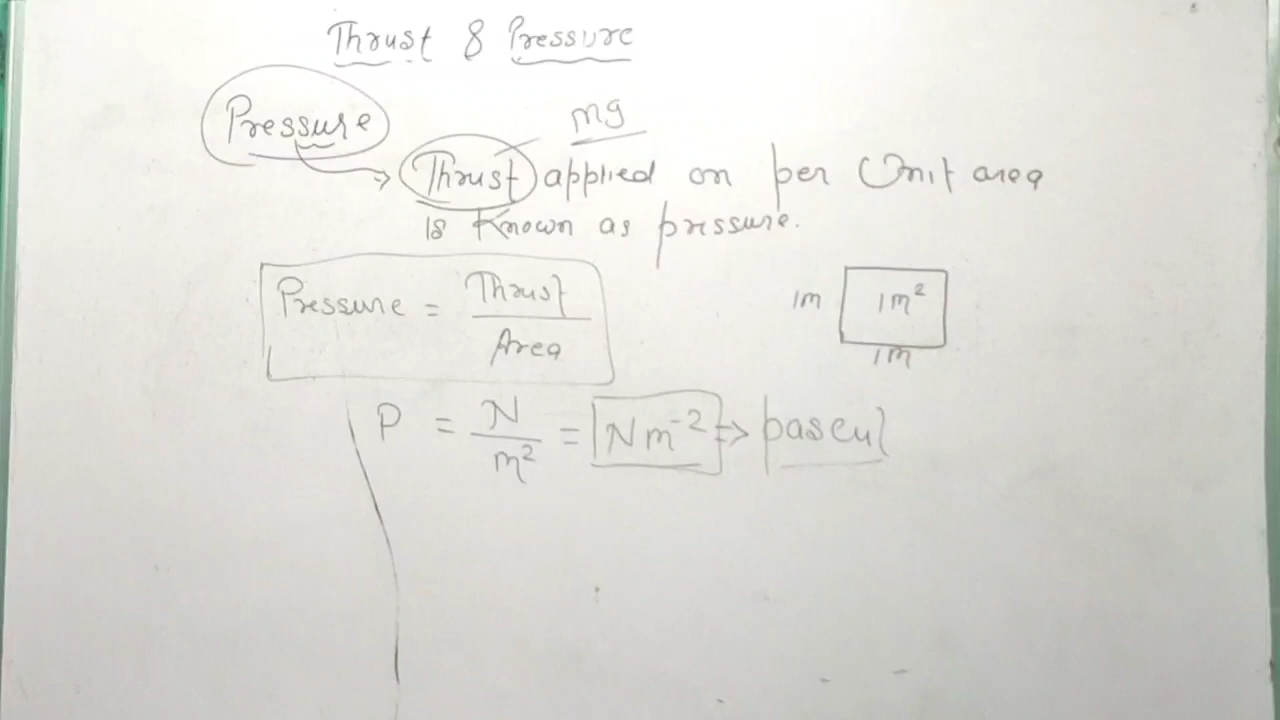 Thrust & Pressure
Pressure
mg
Thrust applied on per Unit area
is known as pressure.
Pressure = Thrust / Area
1m 1m²
1m
P = N / m² = Nm⁻² → pascul